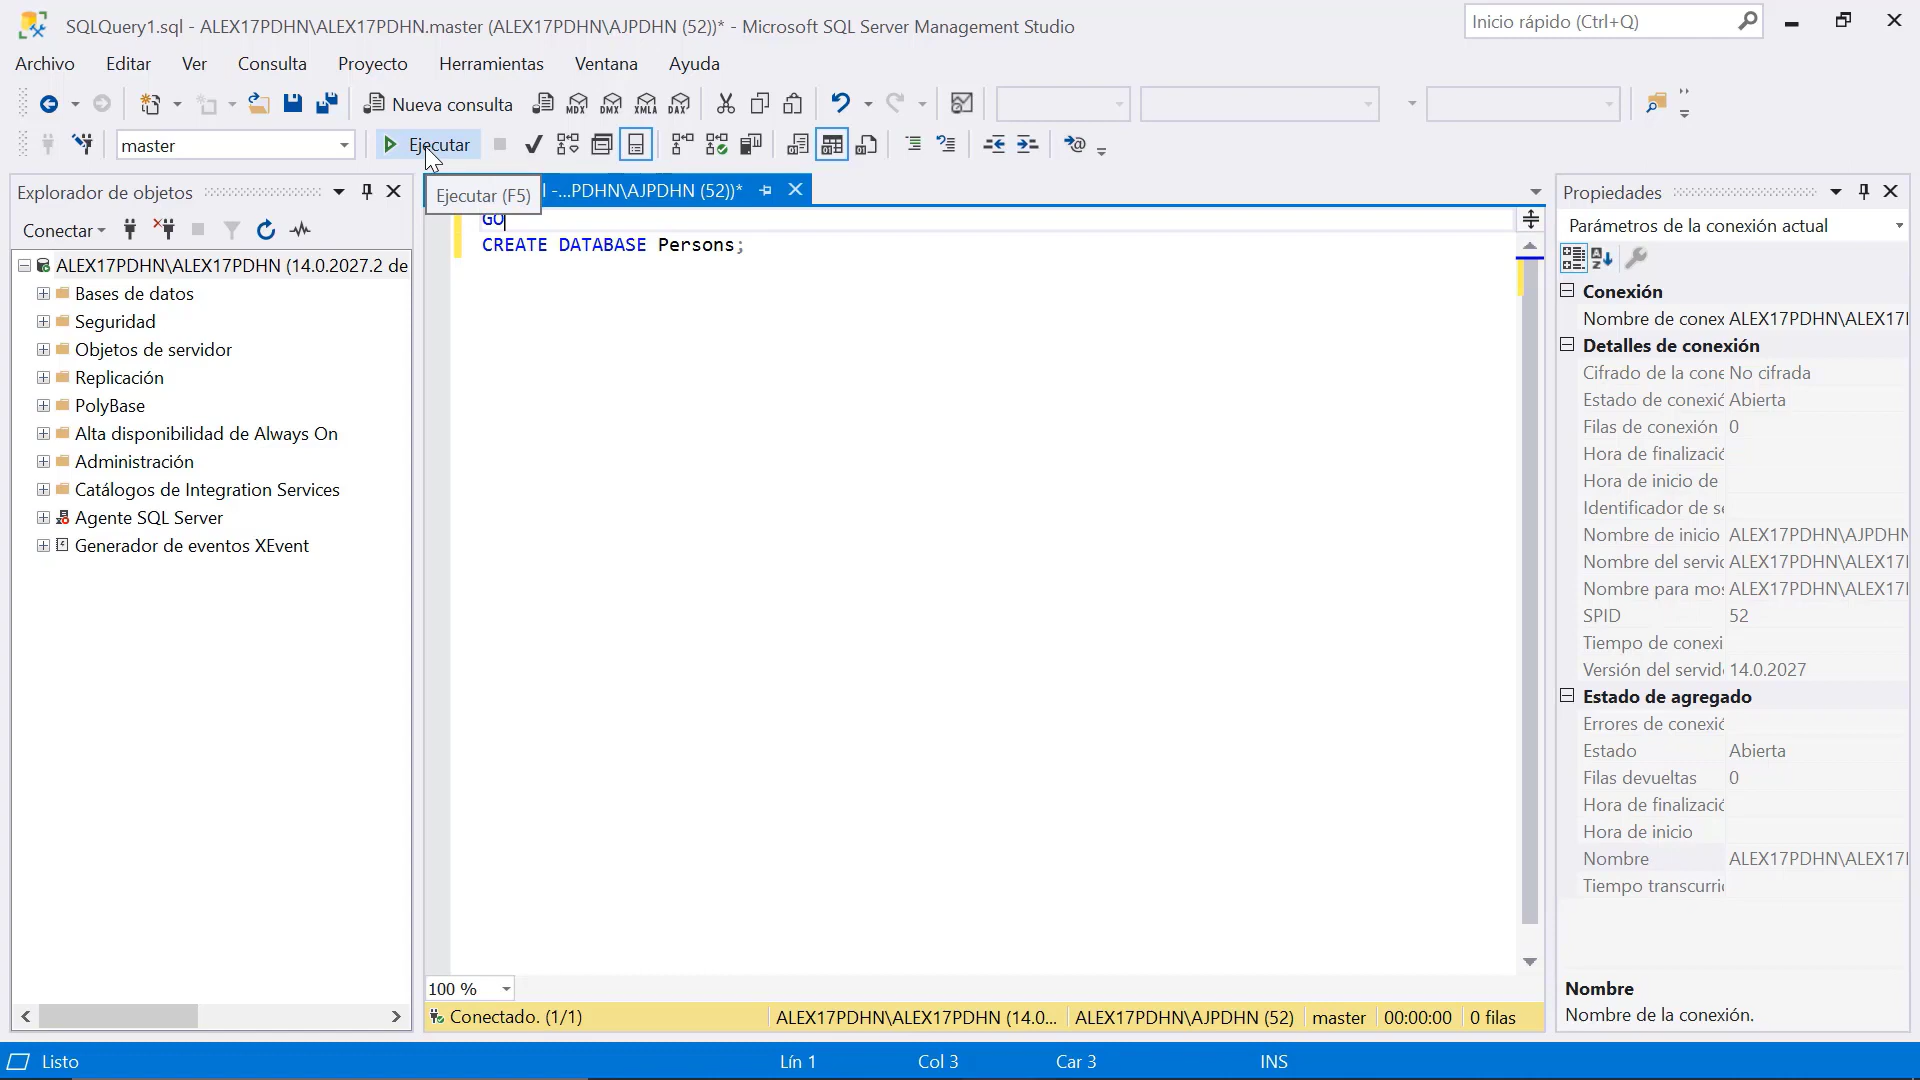 SQLQuery1.sql - ALEX17PDHN\ALEX17PDHN.master (ALEX17PDHN\AJPDHN (52))* - Microsoft SQL Server Management Studio
Inicio rápido (Ctrl+Q)
Archivo Editar Ver Consulta Proyecto Herramientas Ventana Ayuda
Nueva consulta MDX DMX XMLA DAX
master
Ejecutar
Ejecutar (F5)
Explorador de objetos
l -...PDHN\AJPDHN (52))*
Propiedades
Conectar
Parámetros de la conexión actual
GO
CREATE DATABASE Persons;
ALEX17PDHN\ALEX17PDHN (14.0.2027.2 de
Bases de datos
Seguridad
Objetos de servidor
Replicación
PolyBase
Alta disponibilidad de Always On
Administración
Catálogos de Integration Services
Agente SQL Server
Generador de eventos XEvent
Conexión
Nombre de conex ALEX17PDHN\ALEX17
Detalles de conexión
Cifrado de la cone No cifrada
Estado de conexió Abierta
Filas de conexión 0
Hora de finalizació
Hora de inicio de
Identificador de se
Nombre de inicio ALEX17PDHN\AJPDHN
Nombre del servic ALEX17PDHN\ALEX17
Nombre para mos ALEX17PDHN\ALEX17
SPID 52
Tiempo de conexi
Versión del servid 14.0.2027
Estado de agregado
Errores de conexió
Estado Abierta
Filas devueltas 0
Hora de finalizació
Hora de inicio
Nombre ALEX17PDHN\ALEX17
Tiempo transcurri
Nombre
Nombre de la conexión.
100 %
Conectado. (1/1) ALEX17PDHN\ALEX17PDHN (14.0... ALEX17PDHN\AJPDHN (52) master 00:00:00 0 filas
Listo Lín 1 Col 3 Car 3 INS